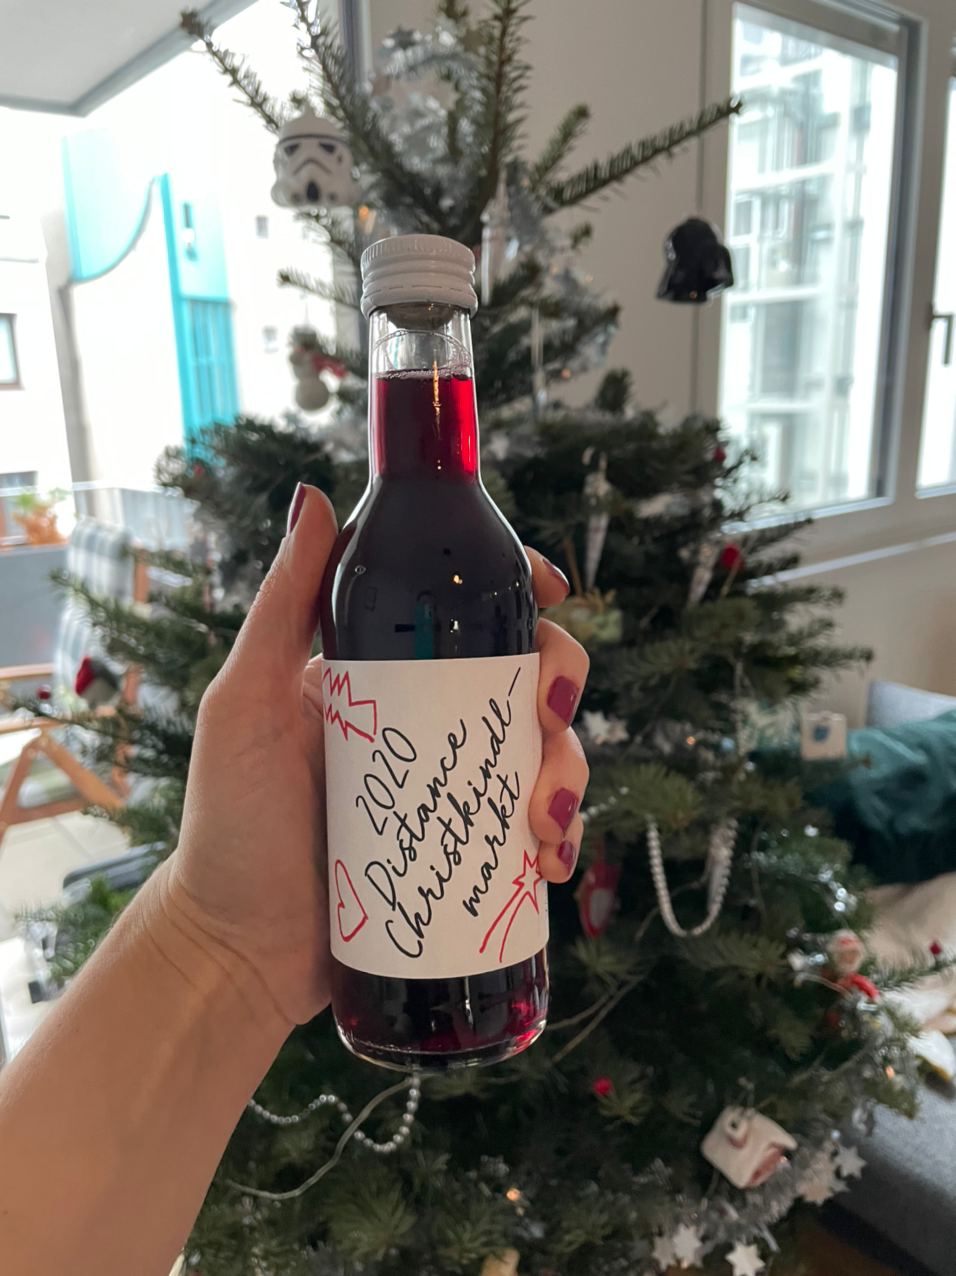 2020
Distance
Christkindl-
markt